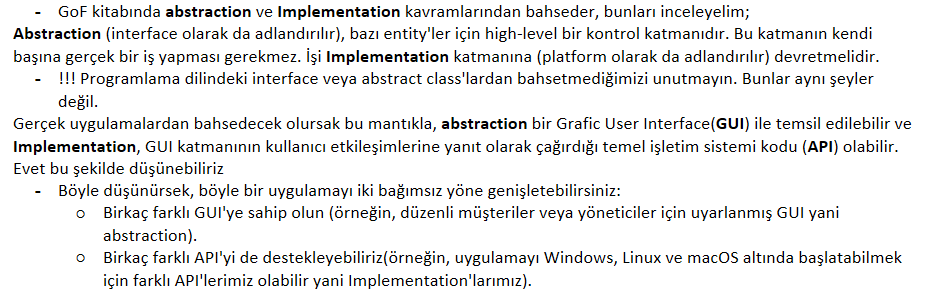 - GoF kitabında abstraction ve Implementation kavramlarından bahseder, bunları inceleyelim;
Abstraction (interface olarak da adlandırılır), bazı entity'ler için high-level bir kontrol katmanıdır. Bu katmanın kendi
başına gerçek bir iş yapması gerekmez. İşi Implementation katmanına (platform olarak da adlandırılır) devretmelidir.
- !!! Programlama dilindeki interface veya abstract class'lardan bahsetmediğimizi unutmayın. Bunlar aynı şeyler
değil.
Gerçek uygulamalardan bahsedecek olursak bu mantıkla, abstraction bir Grafic User Interface(GUI) ile temsil edilebilir ve
Implementation, GUI katmanının kullanıcı etkileşimlerine yanıt olarak çağırdığı temel işletim sistemi kodu (API) olabilir.
Evet bu şekilde düşünebiliriz
- Böyle düşünürsek, böyle bir uygulamayı iki bağımsız yöne genişletebilirsiniz:
○ Birkaç farklı GUI'ye sahip olun (örneğin, düzenli müşteriler veya yöneticiler için uyarlanmış GUI yani
abstraction).
○ Birkaç farklı API'yi de destekleyebiliriz(örneğin, uygulamayı Windows, Linux ve macOS altında başlatabilmek
için farklı API'lerimiz olabilir yani Implementation'larımız).